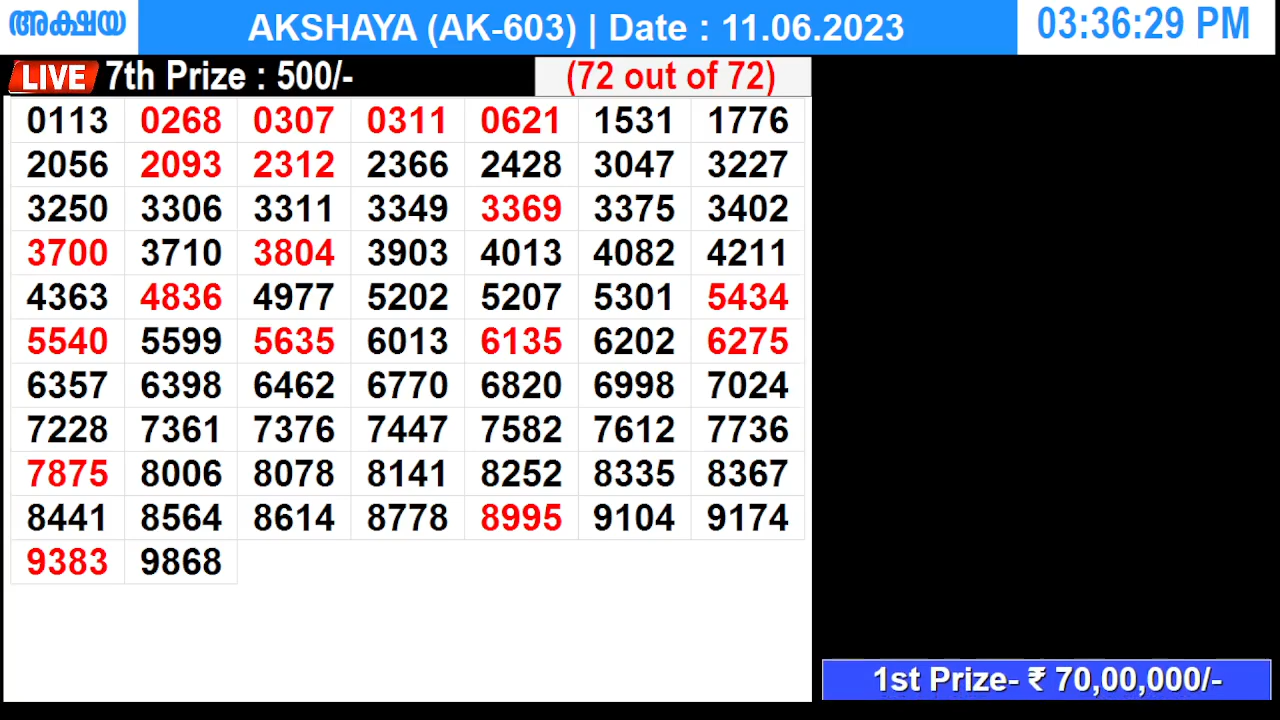 അക്ഷയ
AKSHAYA (AK-603) | Date : 11.06.2023
03:36:29 PM
LIVE 7th Prize : 500/-
(72 out of 72)
0113 0268 0307 0311 0621 1531 1776
2056 2093 2312 2366 2428 3047 3227
3250 3306 3311 3349 3369 3375 3402
3700 3710 3804 3903 4013 4082 4211
4363 4836 4977 5202 5207 5301 5434
5540 5599 5635 6013 6135 6202 6275
6357 6398 6462 6770 6820 6998 7024
7228 7361 7376 7447 7582 7612 7736
7875 8006 8078 8141 8252 8335 8367
8441 8564 8614 8778 8995 9104 9174
9383 9868
1st Prize- ₹ 70,00,000/-